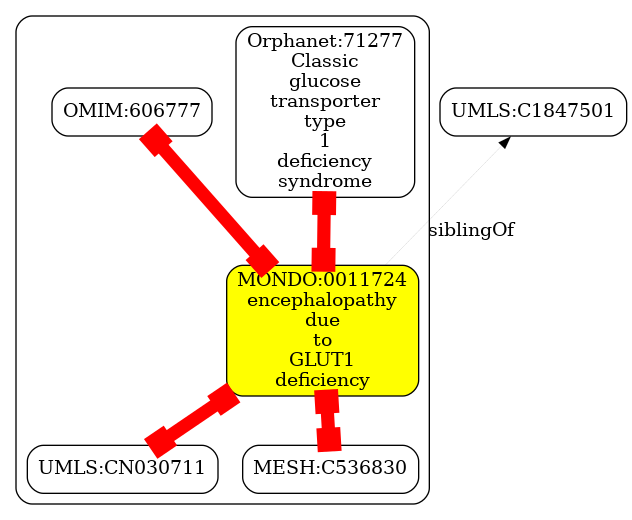 Orphanet:71277
Classic
glucose
transporter
type
1
deficiency
syndrome
OMIM:606777
UMLS:C1847501
siblingOf
MONDO:0011724
encephalopathy
due
to
GLUT1
deficiency
UMLS:CN030711
MESH:C536830